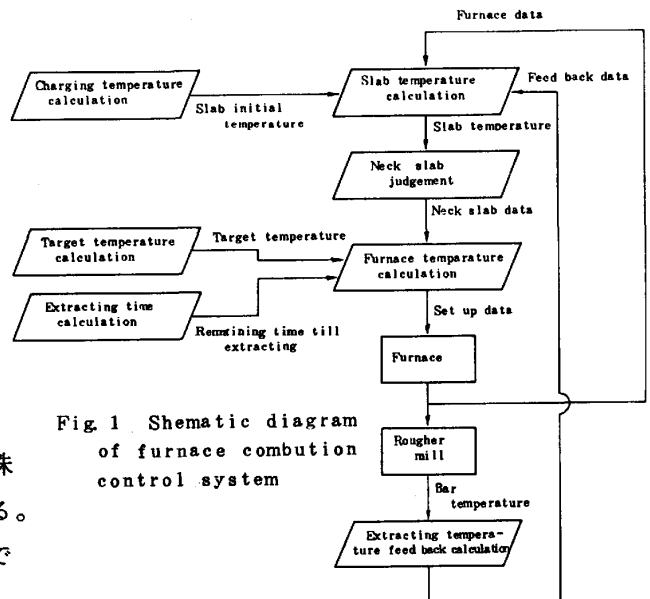 Furnace data
Charging temperature
calculation
Slab temperature
calculation
Feed back data
Slab initial
temperature
Slab temperature
Neck slab
judgement
Neck slab data
Target temperature
calculation
Target temperature
Furnace temparature
calculation
Extracting time
calculation
Remaining time till
extracting
Set up data
Furnace
Fig. 1 Shematic diagram
of furnace combution
control system
Rougher
mill
Bar
temperature
Extracting tempera-
ture feed back calculation
殊
る。
で